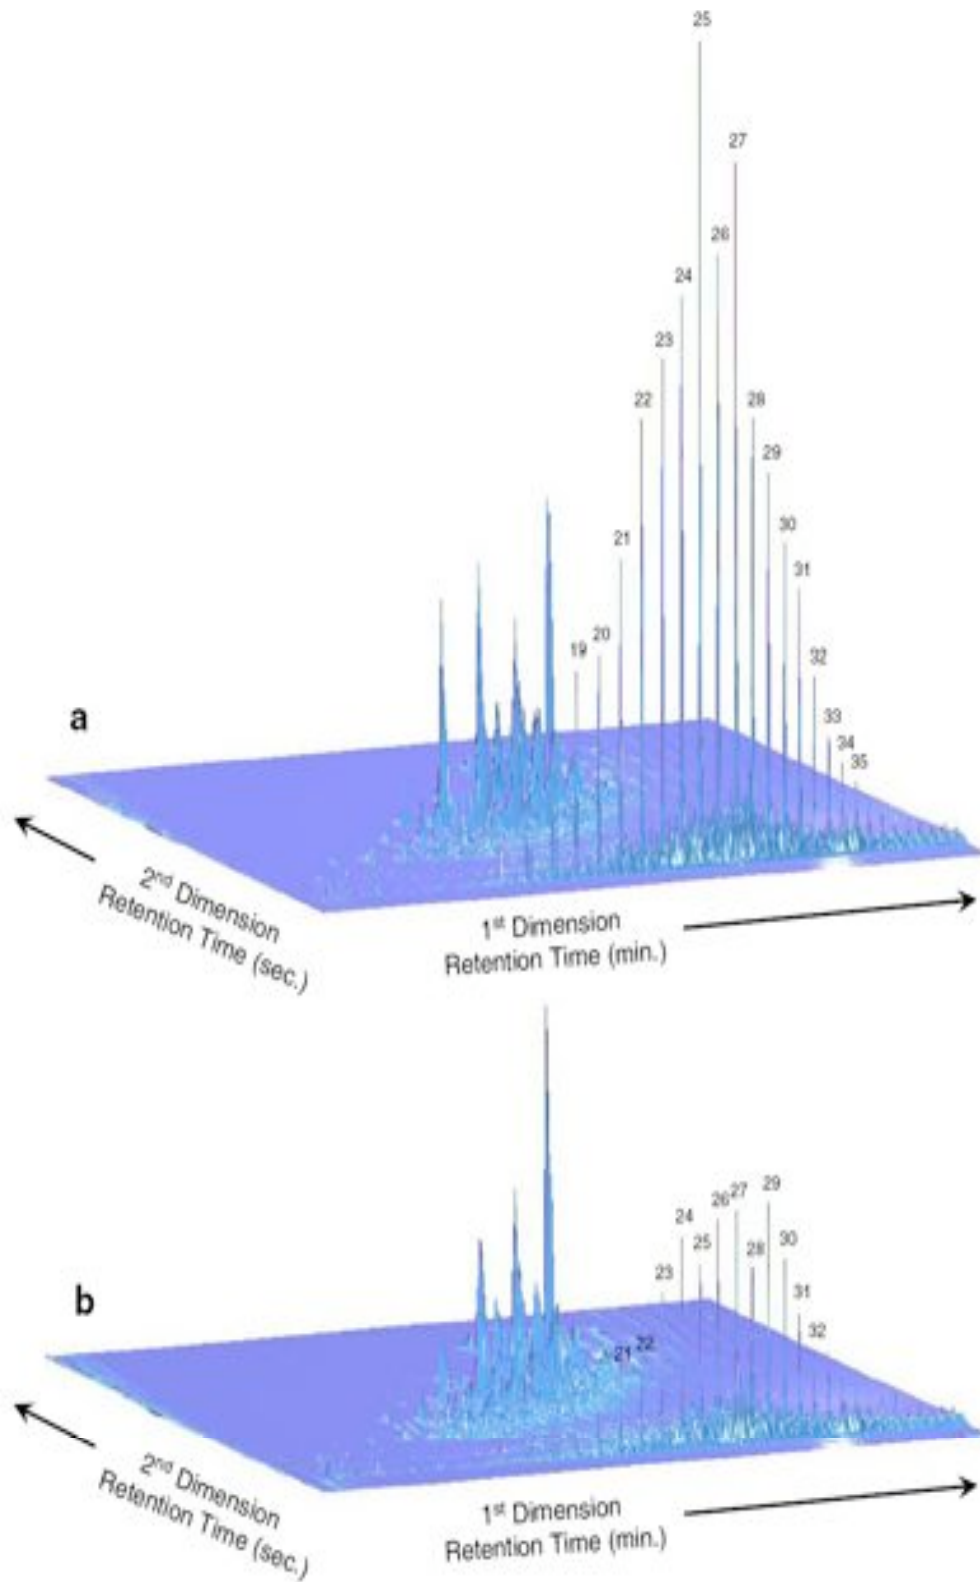 25
27
26
24
23
28
22
29
30
21
31
20
19
32
33
34
35
a
2nd Dimension
Retention Time (sec.)
1st Dimension
Retention Time (min.)
29
27
26
24
30
25
28
23
31
32
22
21
b
2nd Dimension
Retention Time (sec.)
1st Dimension
Retention Time (min.)